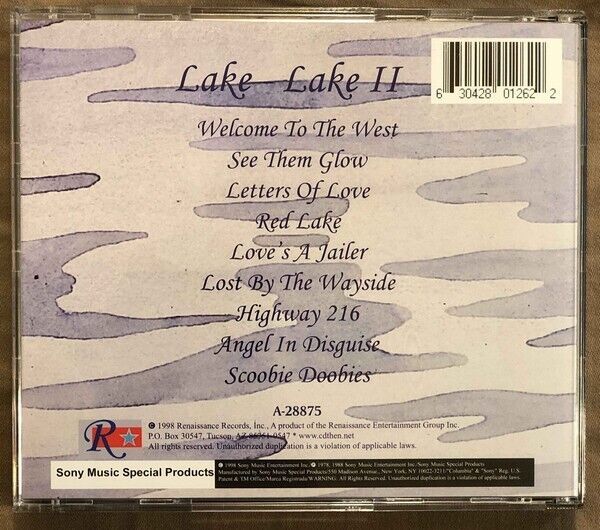 Lake Lake II
6 30428 01262 2
Welcome To The West
See Them Glow
Letters Of Love
Red Lake
Love's A Jailer
Lost By The Wayside
Highway 216
Angel In Disguise
Scoobie Doobies
A-28875
R
℗ 1998 Renaissance Records, Inc., A product of the Renaissance Entertainment Group Inc.
P.O. Box 30547, Tucson, AZ 85751-0547 * www.cdthen.net
All rights reserved. Unauthorized duplication is a violation of applicable laws.
Sony Music Special Products
© 1998 Sony Music Entertainment Inc. ℗ 1978, 1988 Sony Music Entertainment Inc./Sony Music Special Products
Manufactured by Sony Music Special Products/550 Madison Avenue, New York, NY 10022-3211/"Columbia" & "Sony" Reg. U.S.
Patent & TM Office/Marca Registrada/WARNING: All Rights Reserved. Unauthorized duplication is a violation of applicable laws.